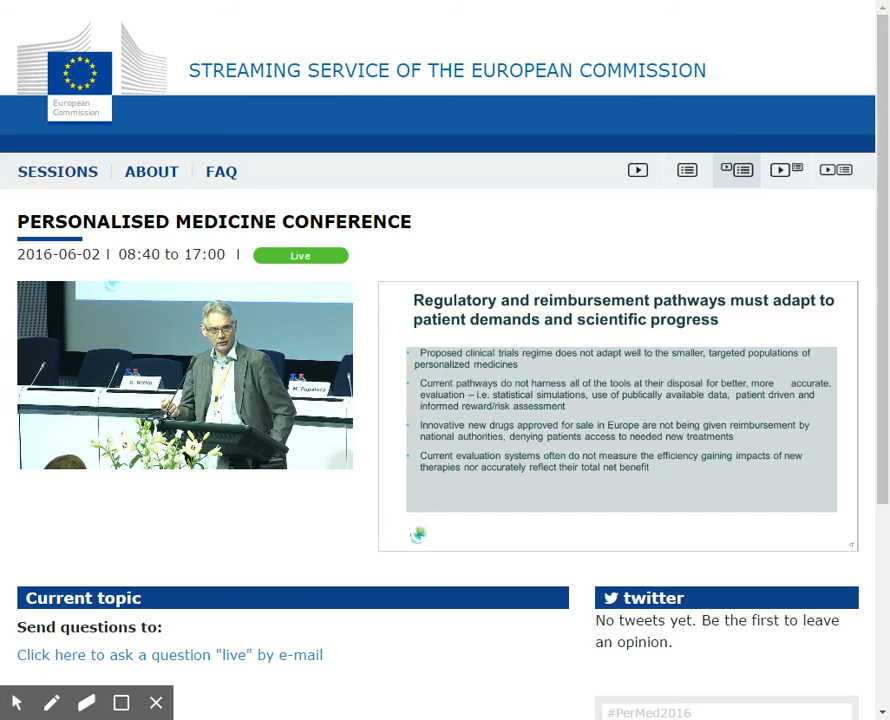 STREAMING SERVICE OF THE EUROPEAN COMMISSION
European
Commission
SESSIONS ABOUT FAQ
PERSONALISED MEDICINE CONFERENCE
2016-06-02 | 08:40 to 17:00 | Live
Regulatory and reimbursement pathways must adapt to
patient demands and scientific progress
• Proposed clinical trials regime does not adapt well to the smaller, targeted populations of
personalized medicines
• Current pathways do not harness all of the tools at their disposal for better, more accurate,
evaluation – i.e. statistical simulations, use of publically available data, patient driven and
informed reward/risk assessment
• Innovative new drugs approved for sale in Europe are not being given reimbursement by
national authorities, denying patients access to needed new treatments
• Current evaluation systems often do not measure the efficiency gaining impacts of new
therapies nor accurately reflect their total net benefit
17
Current topic
Send questions to:
Click here to ask a question "live" by e-mail
twitter
No tweets yet. Be the first to leave
an opinion.
#PerMed2016